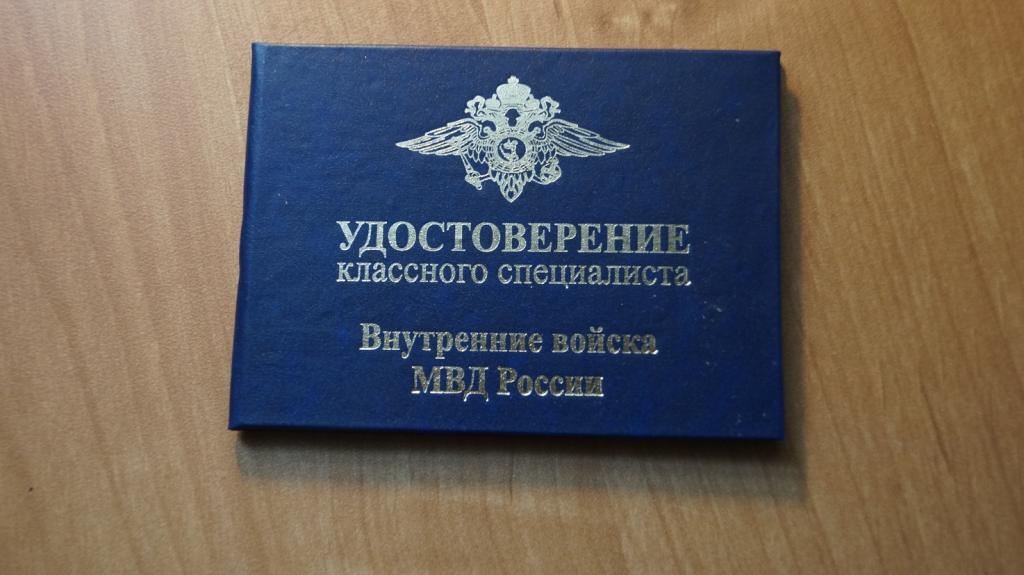 УДОСТОВЕРЕНИЕ
классного специалиста
Внутренние войска
МВД России